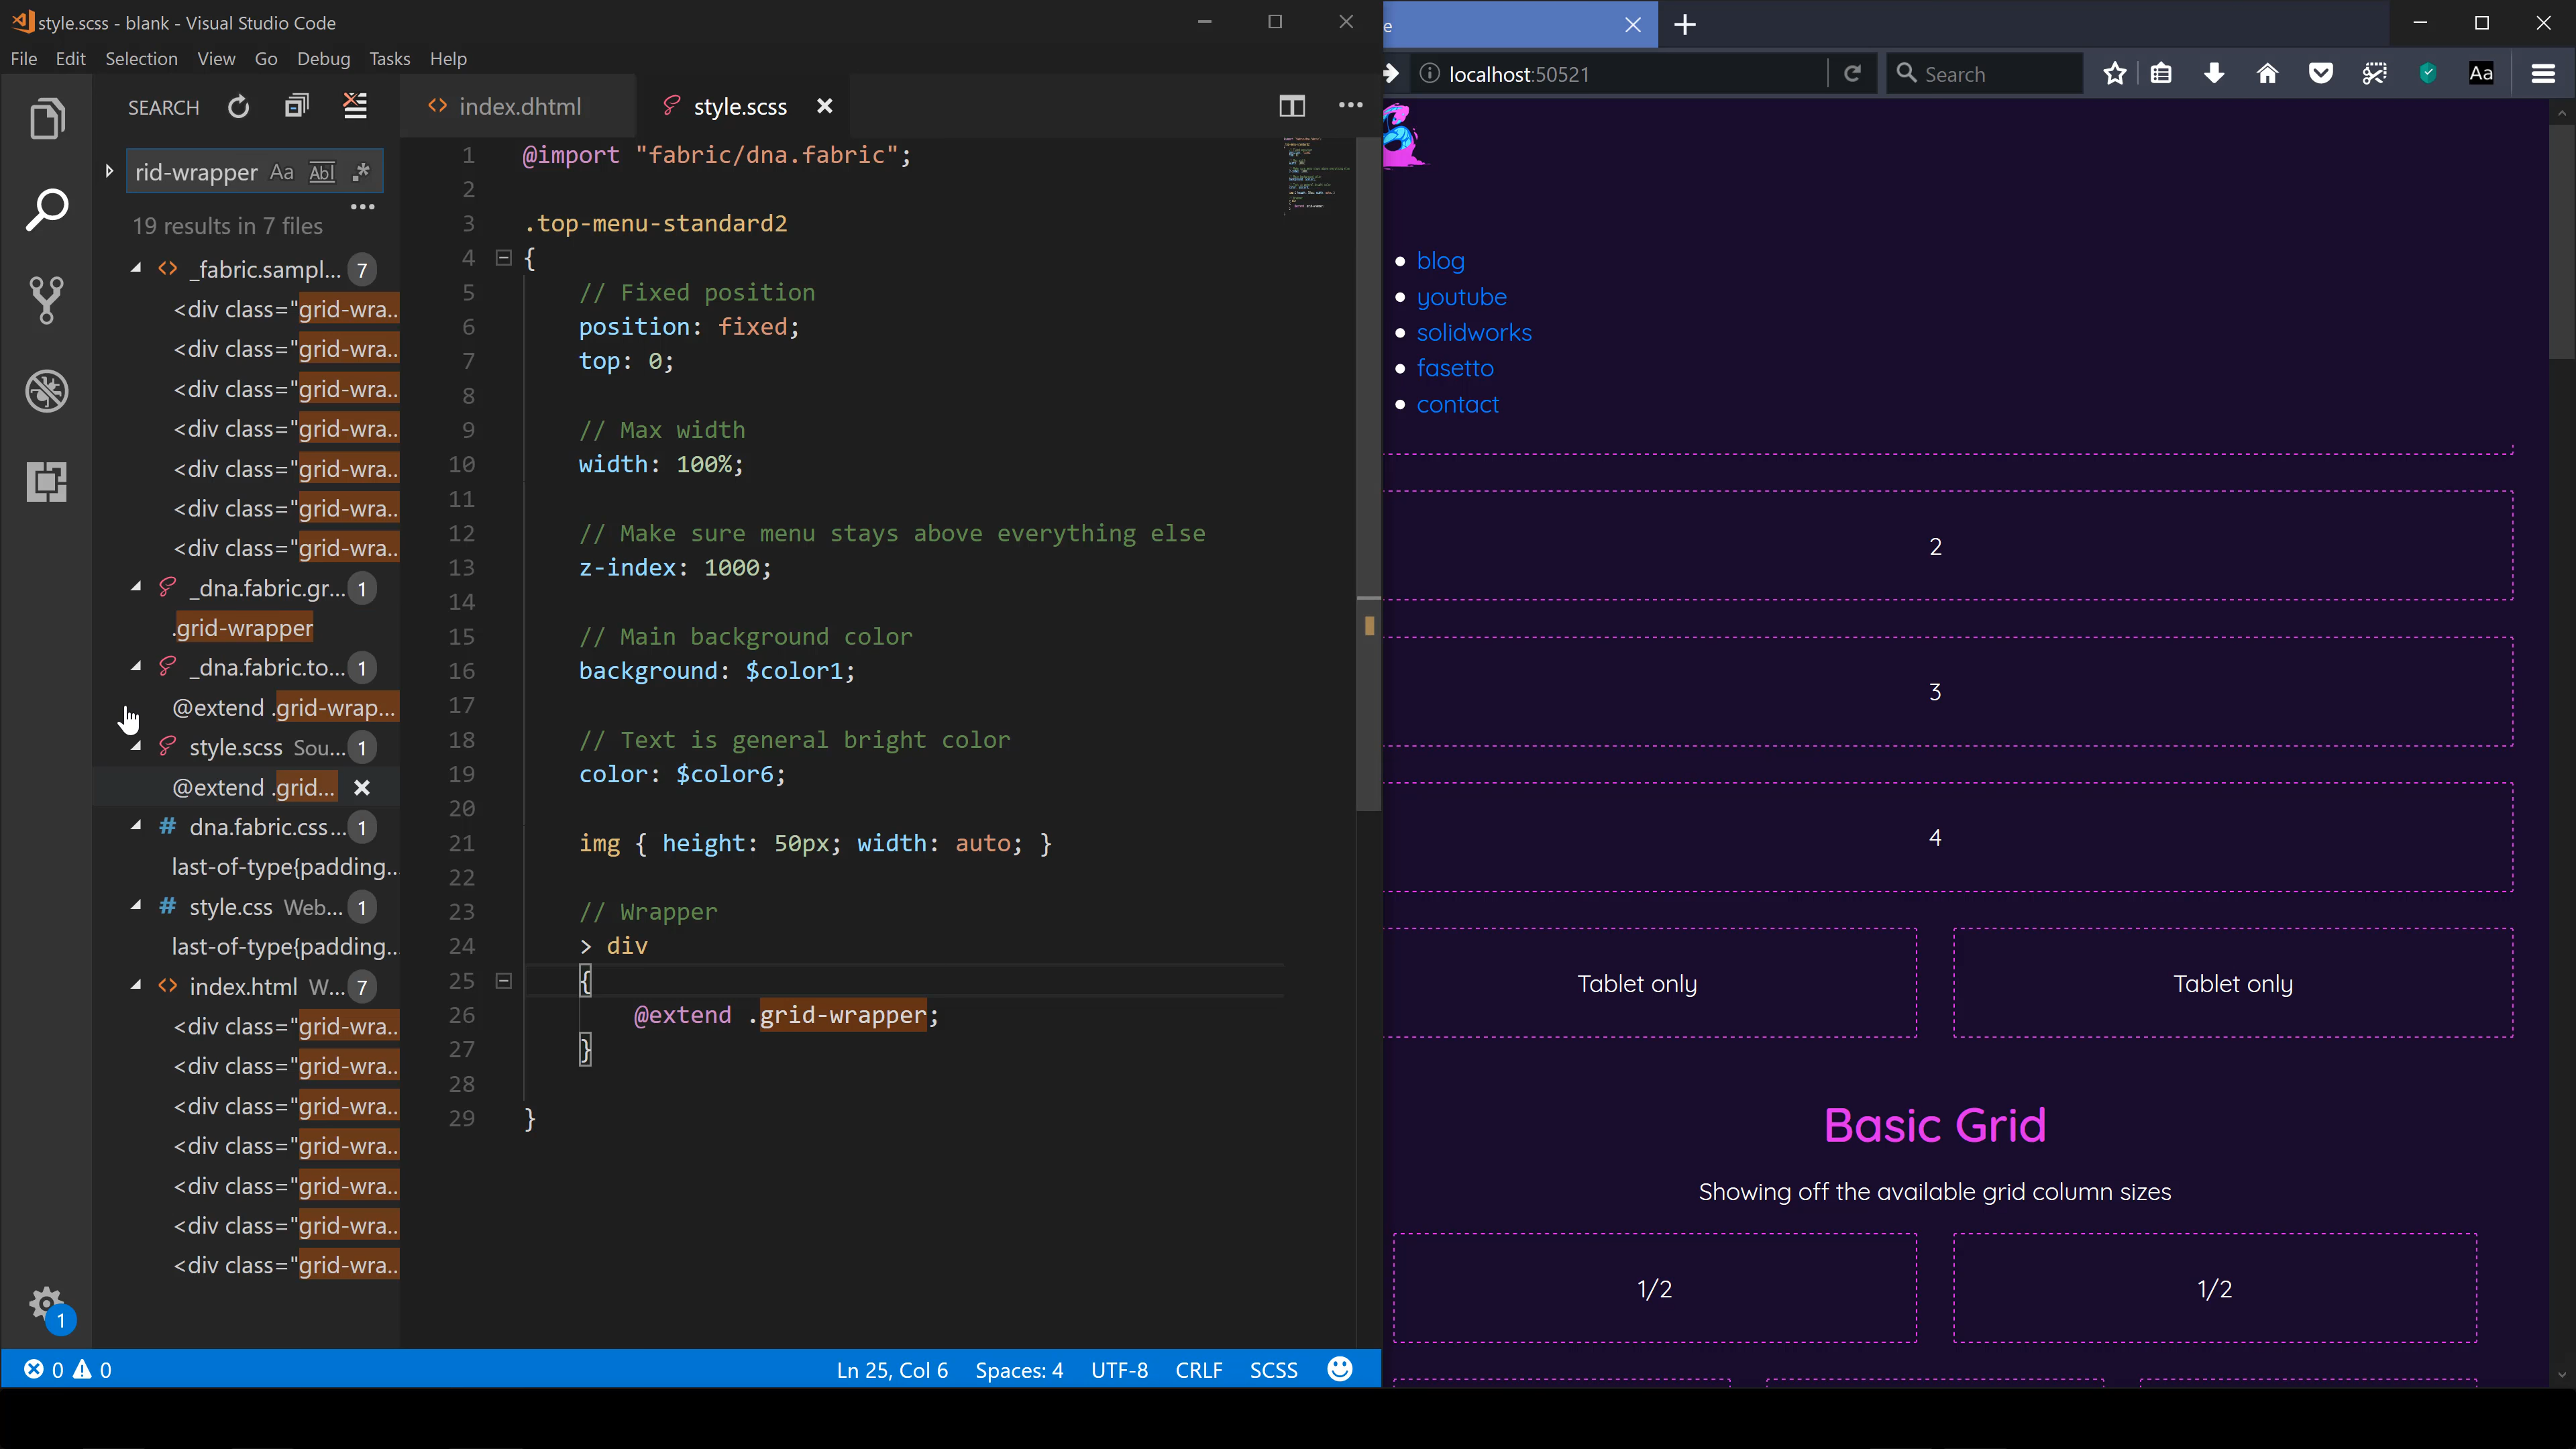 style.scss - blank - Visual Studio Code
File Edit Selection View Go Debug Tasks Help
SEARCH
rid-wrapper Aa Abl .*
19 results in 7 files
_fabric.sampl... 7
<div class="grid-wra..
<div class="grid-wra..
<div class="grid-wra..
<div class="grid-wra..
<div class="grid-wra..
<div class="grid-wra..
<div class="grid-wra..
_dna.fabric.gr... 1
.grid-wrapper
_dna.fabric.to... 1
@extend .grid-wrap...
style.scss Sou... 1
@extend .grid...
# dna.fabric.css... 1
last-of-type{padding...
# style.css Web... 1
last-of-type{padding...
index.html W... 7
<div class="grid-wra..
<div class="grid-wra..
<div class="grid-wra..
<div class="grid-wra..
<div class="grid-wra..
<div class="grid-wra..
<div class="grid-wra..
1
index.dhtml
style.scss
1 @import "fabric/dna.fabric";
2
3 .top-menu-standard2
4 {
5 // Fixed position
6 position: fixed;
7 top: 0;
8
9 // Max width
10 width: 100%;
11
12 // Make sure menu stays above everything else
13 z-index: 1000;
14
15 // Main background color
16 background: $color1;
17
18 // Text is general bright color
19 color: $color6;
20
21 img { height: 50px; width: auto; }
22
23 // Wrapper
24 > div
25 {
26 @extend .grid-wrapper;
27 }
28
29 }
0 0
Ln 25, Col 6 Spaces: 4 UTF-8 CRLF SCSS
e
localhost:50521
Search
Aa
blog
youtube
solidworks
fasetto
contact
2
3
4
Tablet only Tablet only
Basic Grid
Showing off the available grid column sizes
1/2 1/2